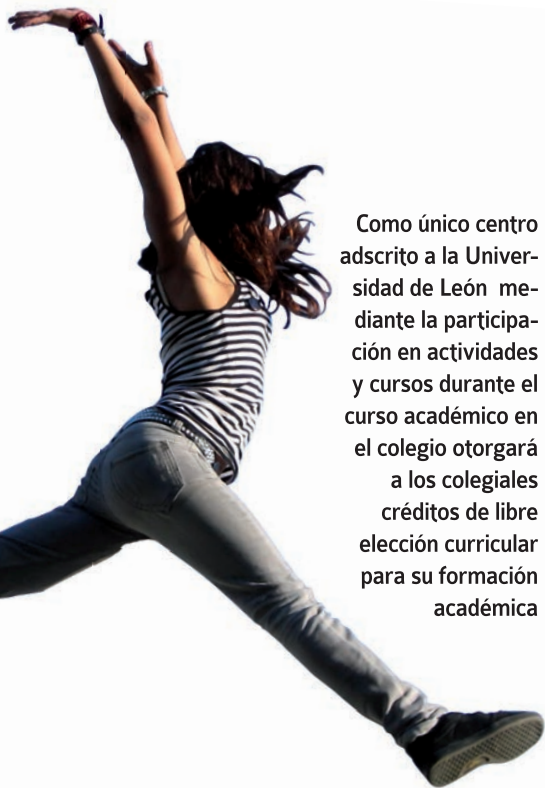 Como único centro
adscrito a la Univer-
sidad de León  me-
diante la participa-
ción en actividades
y cursos durante el
curso académico en
el colegio otorgará
a los colegiales
créditos de libre
elección curricular
para su formación
académica